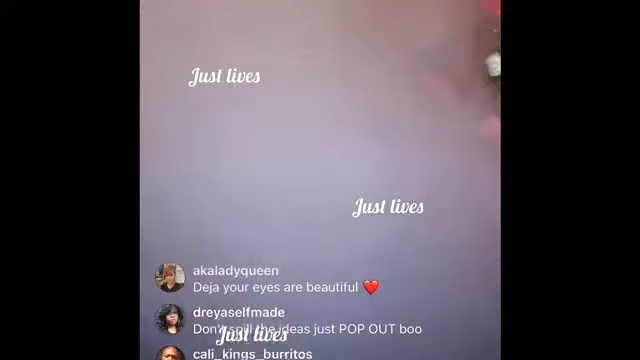 Just lives
Just lives
akaladyqueen
Deja your eyes are beautiful ❤️
dreyaselfmade
Don't spill the ideas just POP OUT boo
Just lives
cali_kings_burritos